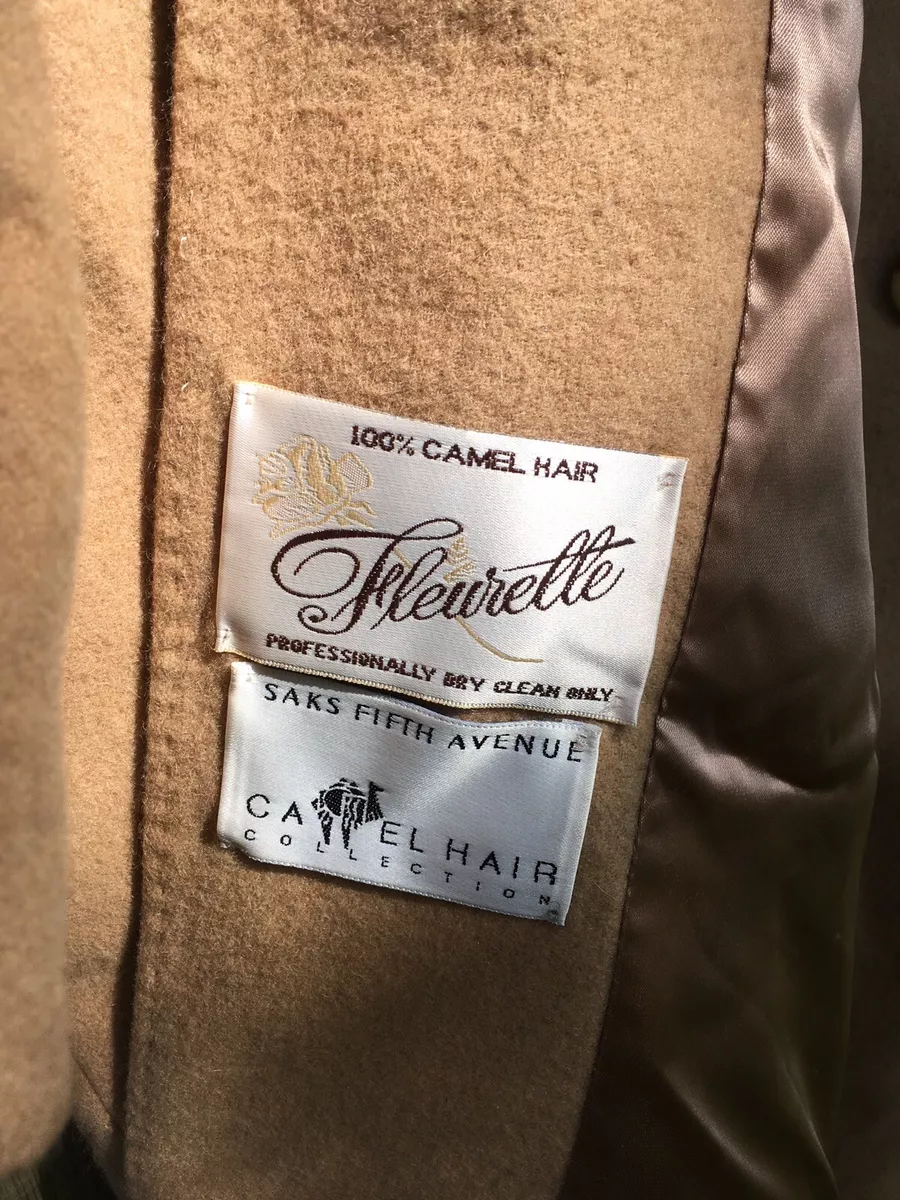 100% CAMEL HAIR
Fleurette
PROFESSIONALLY DRY CLEAN ONLY
SAKS FIFTH AVENUE
CAMEL HAIR
COLLECTION